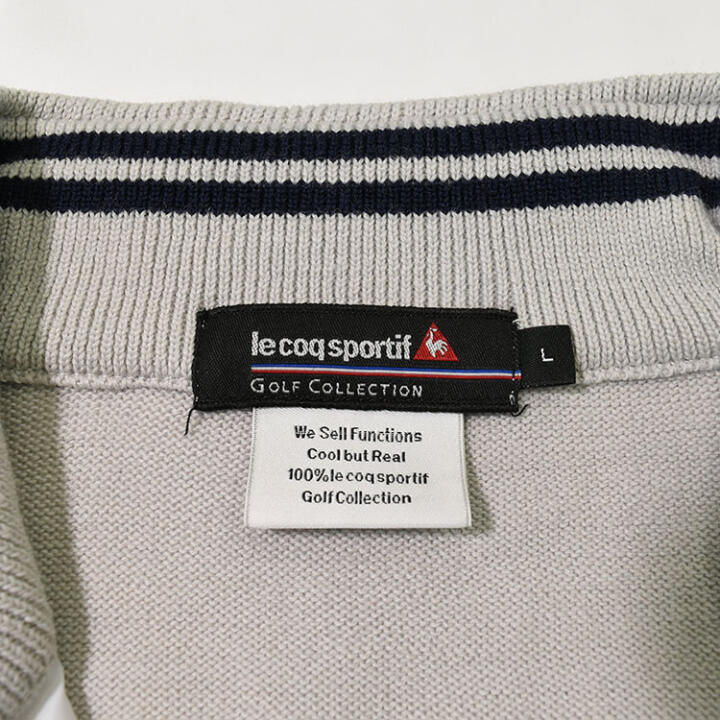 le coq sportif
GOLF COLLECTION
L
We Sell Functions
Cool but Real
100%le coq sportif
Golf Collection